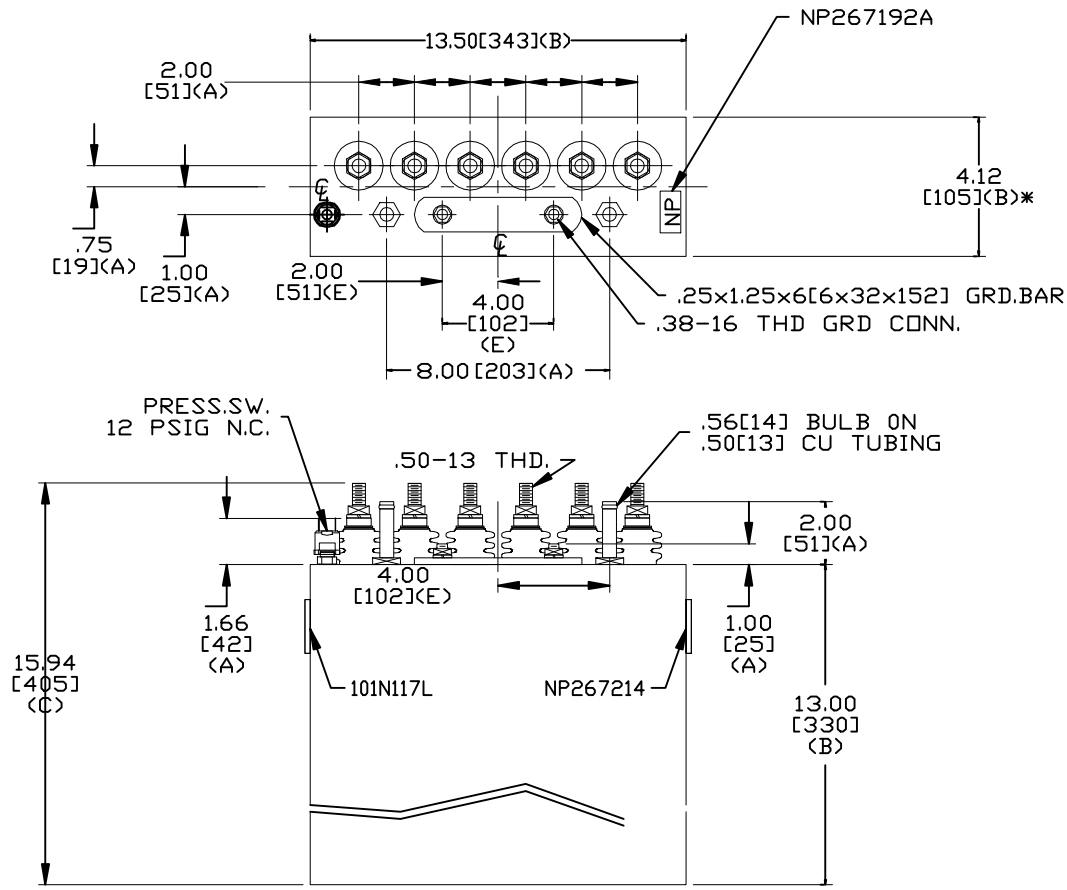 NP267192A
13.50[343](B)
2.00
[51](A)
4.12
[105](B)*
℄
NP
.75
[19](A)
1.00
[25](A)
℄
2.00
[51](E)
4.00
[102]
(E)
.25x1.25x6[6x32x152] GRD.BAR
.38-16 THD GRD CONN.
8.00[203](A)
PRESS.SW.
12 PSIG N.C.
.56[14] BULB ON
.50[13] CU TUBING
.50-13 THD.
2.00
[51](A)
4.00
[102](E)
1.66
[42]
(A)
1.00
[25]
(A)
15.94
[405]
(C)
101N117L
NP267214
13.00
[330]
(B)